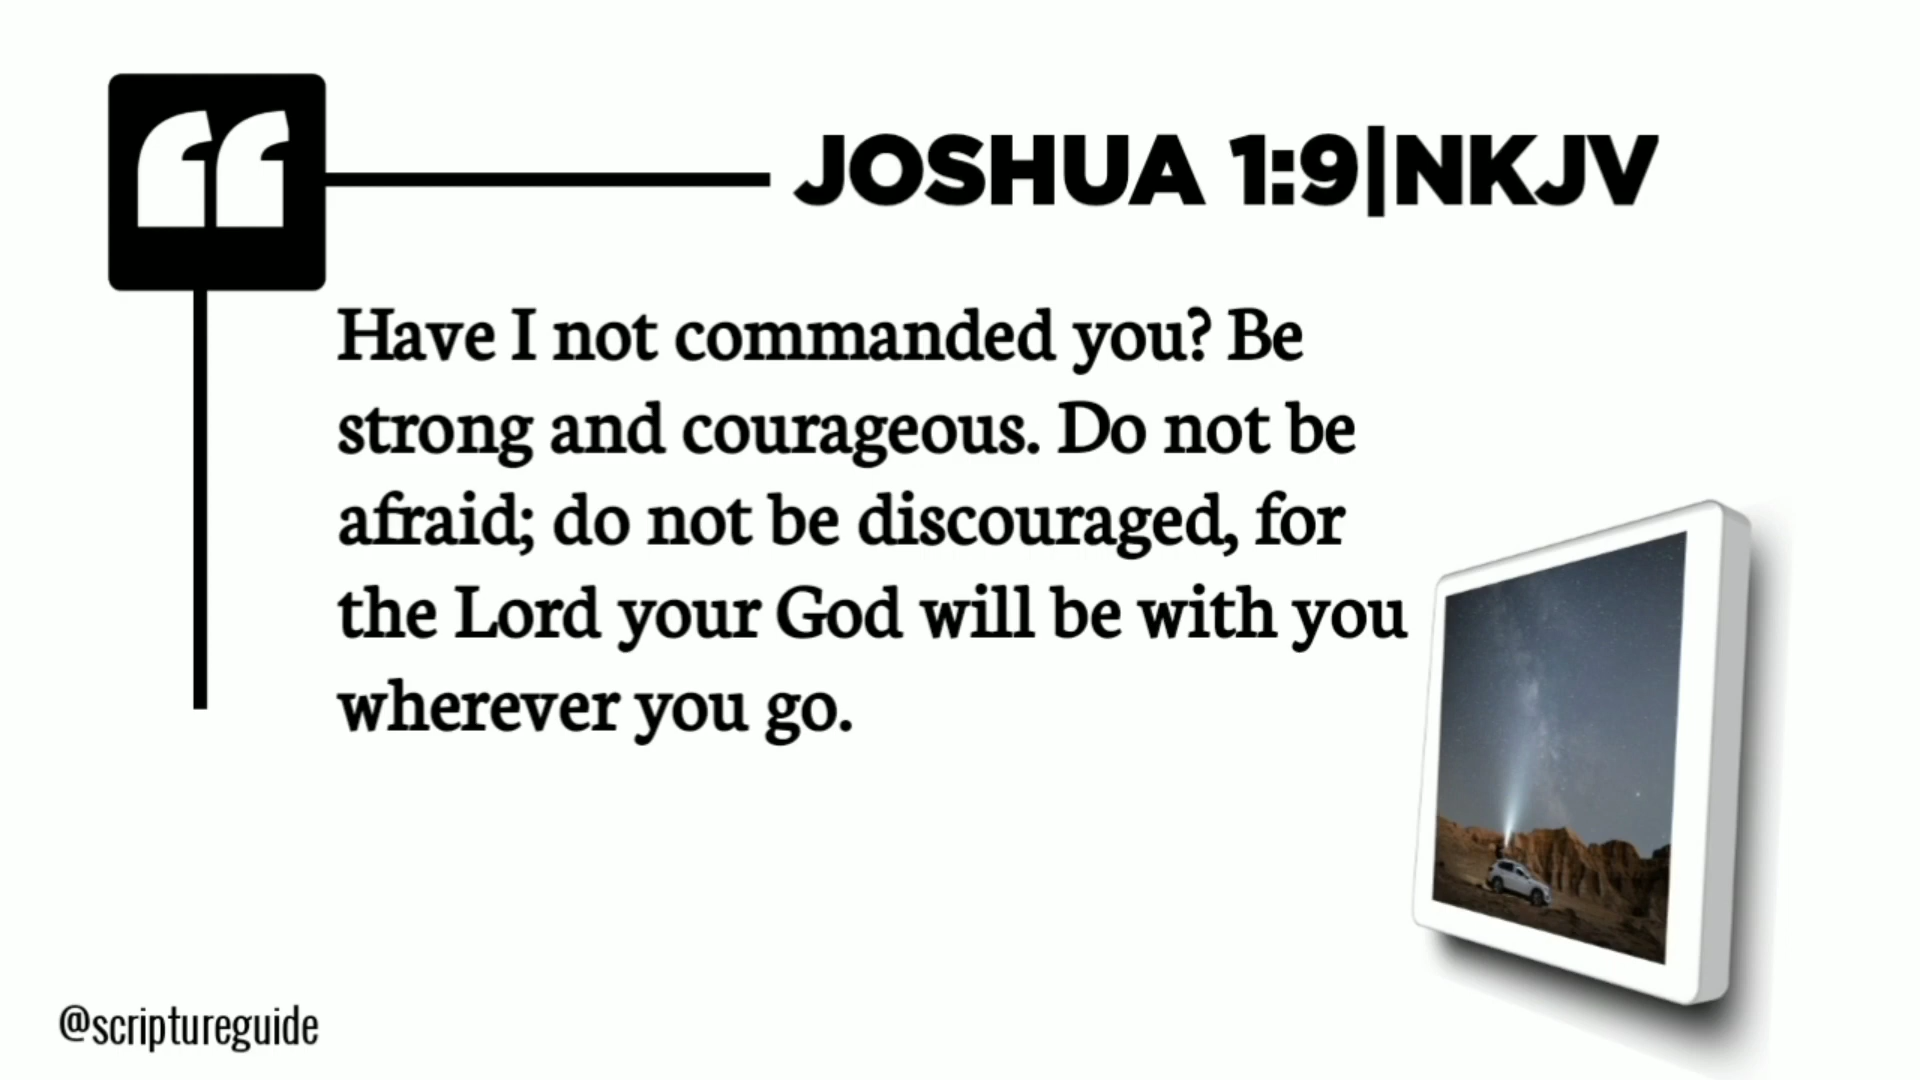 JOSHUA 1:9|NKJV
Have I not commanded you? Be
strong and courageous. Do not be
afraid; do not be discouraged, for
the Lord your God will be with you
wherever you go.
@scriptureguide